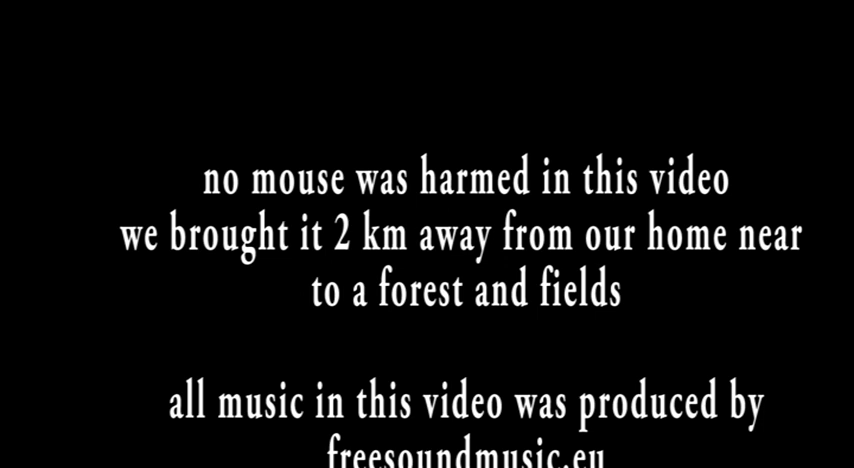 no mouse was harmed in this video
we brought it 2 km away from our home near
to a forest and fields
all music in this video was produced by
freesoundmusic.eu